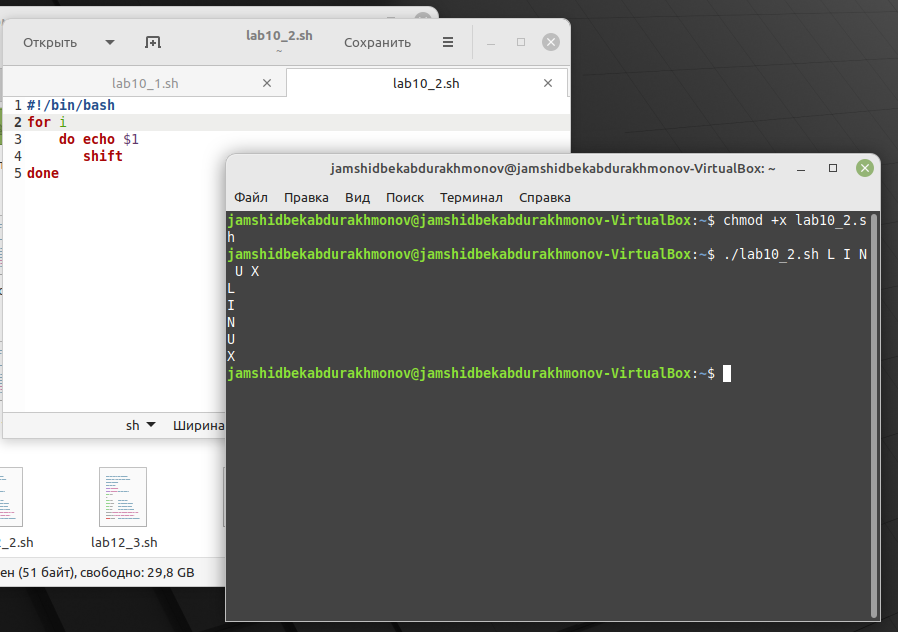 Открыть
lab10_2.sh
~
Сохранить
lab10_1.sh
lab10_2.sh
1 #!/bin/bash
2 for i
3     do echo $1
4        shift
5 done
sh
Ширина
_2.sh
lab12_3.sh
ен (51 байт), свободно: 29,8 GB
jamshidbekabdurakhmonov@jamshidbekabdurakhmonov-VirtualBox: ~
Файл Правка Вид Поиск Терминал Справка
jamshidbekabdurakhmonov@jamshidbekabdurakhmonov-VirtualBox:~$ chmod +x lab10_2.s
h
jamshidbekabdurakhmonov@jamshidbekabdurakhmonov-VirtualBox:~$ ./lab10_2.sh L I N
 U X
L
I
N
U
X
jamshidbekabdurakhmonov@jamshidbekabdurakhmonov-VirtualBox:~$